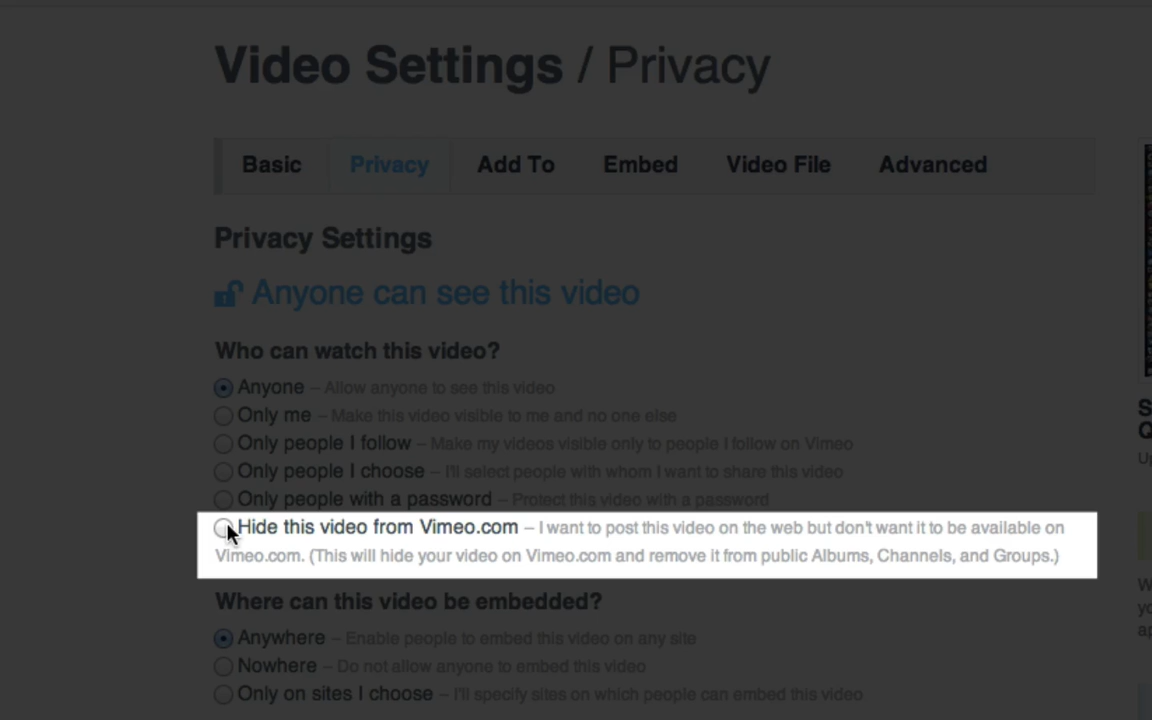 Video Settings / Privacy
Basic Privacy Add To Embed Video File Advanced
Privacy Settings
Anyone can see this video
Who can watch this video?
Anyone – Allow anyone to see this video
Only me – Make this video visible to me and no one else
Only people I follow – Make my videos visible only to people I follow on Vimeo
Only people I choose – I'll select people with whom I want to share this video
Only people with a password – Protect this video with a password
Hide this video from Vimeo.com – I want to post this video on the web but don't want it to be available on
Vimeo.com. (This will hide your video on Vimeo.com and remove it from public Albums, Channels, and Groups.)
Where can this video be embedded?
Anywhere – Enable people to embed this video on any site
Nowhere – Do not allow anyone to embed this video
Only on sites I choose – I'll specify sites on which people can embed this video